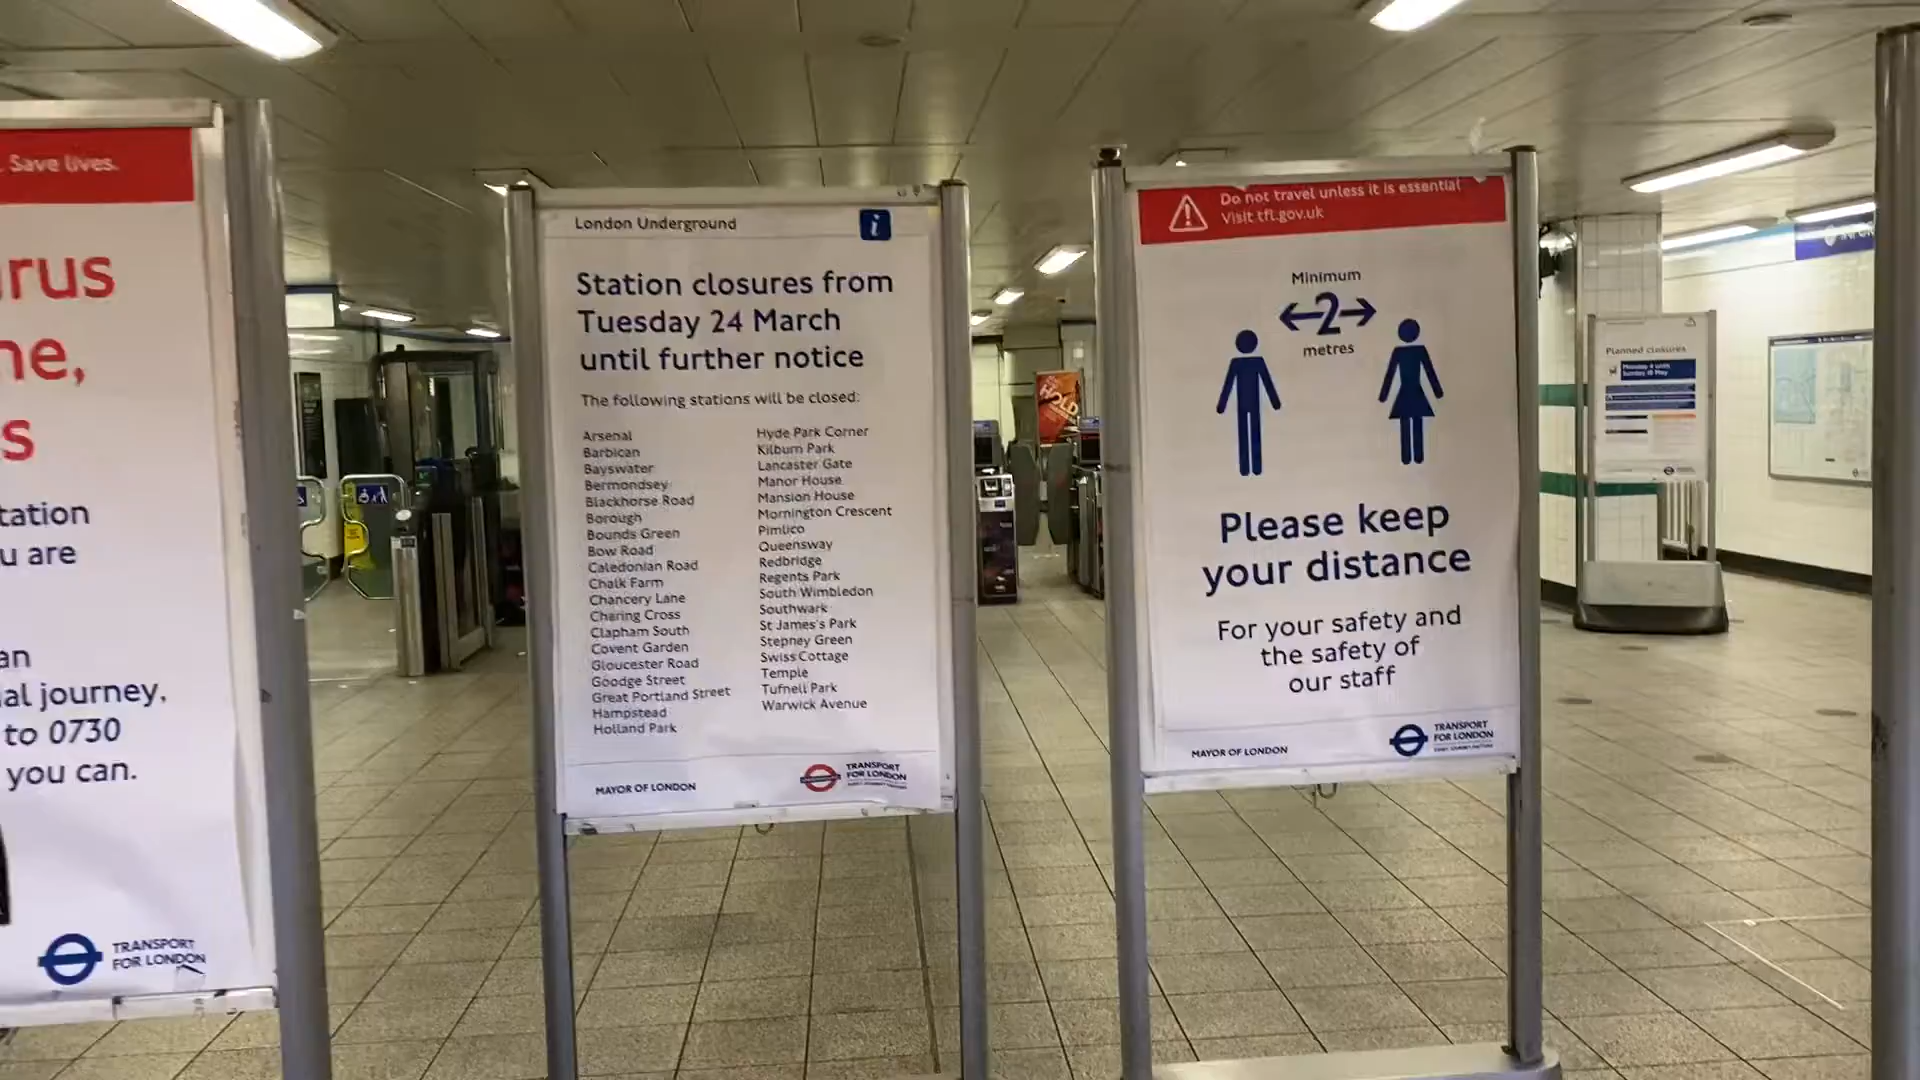 . Save lives.
rus
ne,
s
tation
u are
an
al journey,
to 0730
you can.
TRANSPORT
FOR LONDON
London Underground
i
Station closures from
Tuesday 24 March
until further notice
The following stations will be closed:
Arsenal
Barbican
Bayswater
Bermondsey
Blackhorse Road
Borough
Bounds Green
Bow Road
Caledonian Road
Chalk Farm
Chancery Lane
Charing Cross
Clapham South
Covent Garden
Gloucester Road
Goodge Street
Great Portland Street
Hampstead
Holland Park
Hyde Park Corner
Kilburn Park
Lancaster Gate
Manor House
Mansion House
Mornington Crescent
Pimlico
Queensway
Redbridge
Regents Park
South Wimbledon
Southwark
St James's Park
Stepney Green
Swiss Cottage
Temple
Tufnell Park
Warwick Avenue
MAYOR OF LONDON
TRANSPORT
FOR LONDON
HOLD
Do not travel unless it is essential
Visit tfl.gov.uk
Minimum
2
metres
Please keep
your distance
For your safety and
the safety of
our staff
MAYOR OF LONDON
TRANSPORT
FOR LONDON
Planned closures
Monday 4 until